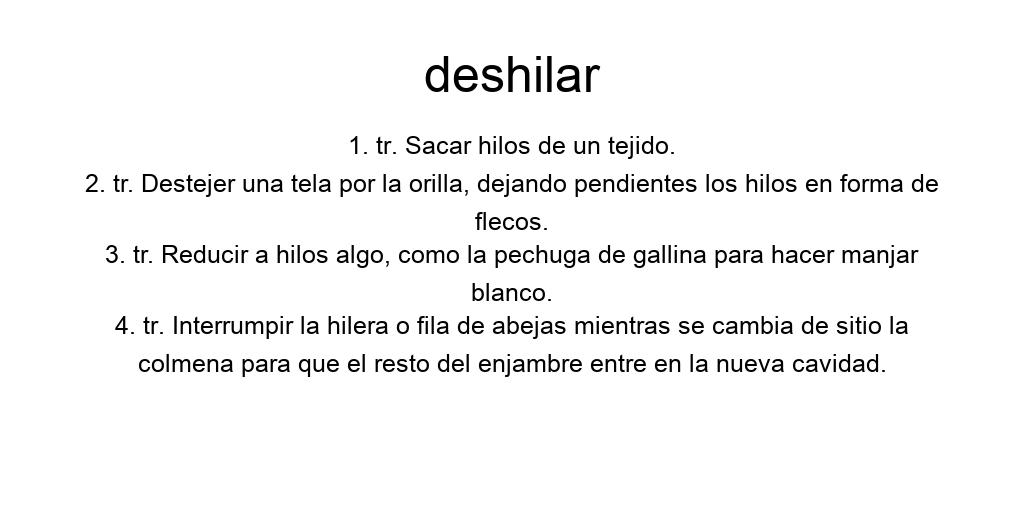 deshilar
1. tr. Sacar hilos de un tejido.
2. tr. Destejer una tela por la orilla, dejando pendientes los hilos en forma de
flecos.
3. tr. Reducir a hilos algo, como la pechuga de gallina para hacer manjar
blanco.
4. tr. Interrumpir la hilera o fila de abejas mientras se cambia de sitio la
colmena para que el resto del enjambre entre en la nueva cavidad.